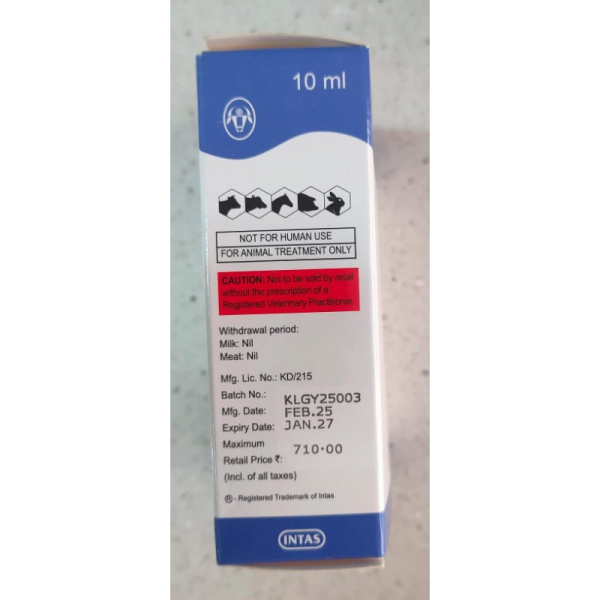 10 ml
NOT FOR HUMAN USE
FOR ANIMAL TREATMENT ONLY
CAUTION: Not to be sold by retail
without the prescription of a
Registered Veterinary Practitioner.
Withdrawal period:
Milk: Nil
Meat: Nil
Mfg. Lic. No.: KD/215
Batch No.: KLGY25003
Mfg. Date: FEB.25
Expiry Date: JAN.27
Maximum
Retail Price ₹: 710.00
(Incl. of all taxes)
® - Registered Trademark of Intas
INTAS